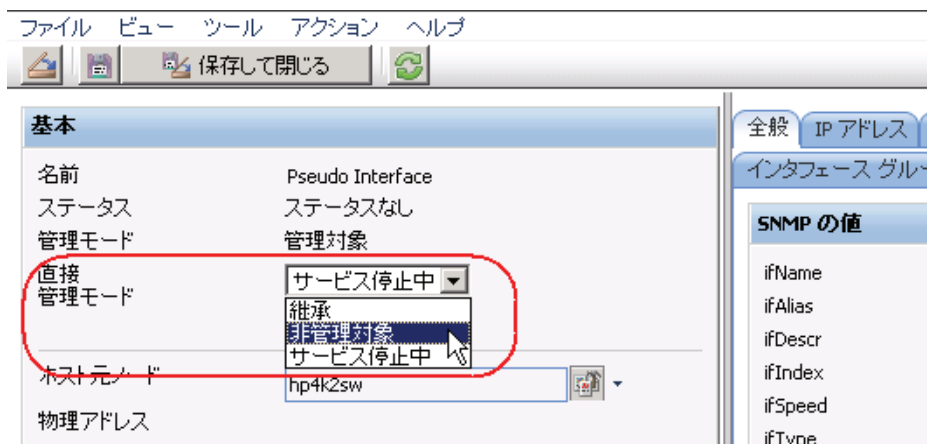 ファイル ビュー ツール アクション ヘルプ
保存して閉じる
基本
名前 Pseudo Interface
ステータス ステータスなし
管理モード 管理対象
直接
管理モード
サービス停止中
継承
非管理対象
サービス停止中
ホスト元ノード hp4k2sw
物理アドレス
全般 IP アドレス
インタフェース グルー
SNMP の値
ifName
ifAlias
ifDescr
ifIndex
ifSpeed
ifType